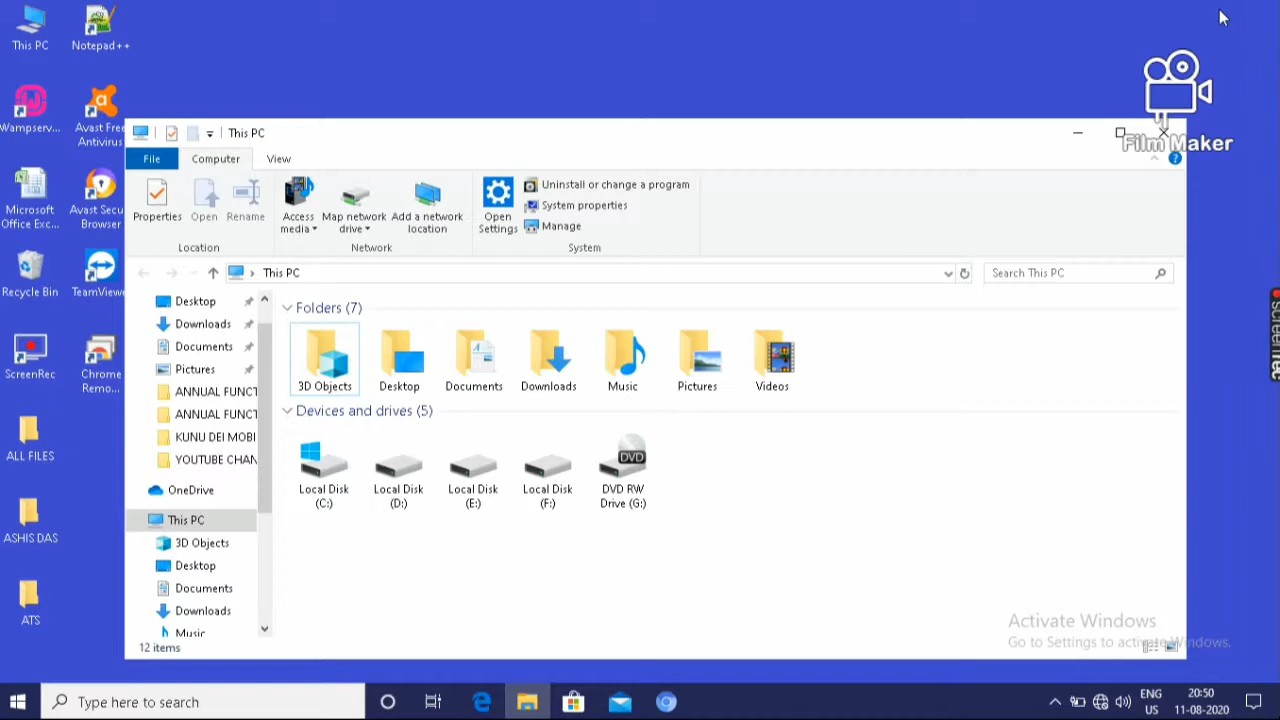 This PC
Notepad++
Wampserv...
Avast Free
Antivirus
Microsoft
Office Exc...
Avast Secu
Browser
Recycle Bin
TeamViewe
ScreenRec
Chrome
Remo...
ALL FILES
ASHIS DAS
ATS
Film Maker
This PC
File
Computer
View
Properties
Open
Rename
Location
Access
media
Map network
drive
Add a network
location
Network
Open
Settings
Uninstall or change a program
System properties
Manage
System
This PC
Search This PC
Desktop
Downloads
Documents
Pictures
ANNUAL FUNCT
ANNUAL FUNCT
KUNU DEI MOBI
YOUTUBE CHAN
OneDrive
This PC
3D Objects
Desktop
Documents
Downloads
Music
Folders (7)
3D Objects
Desktop
Documents
Downloads
Music
Pictures
Videos
Devices and drives (5)
Local Disk
(C:)
Local Disk
(D:)
Local Disk
(E:)
Local Disk
(F:)
DVD
DVD RW
Drive (G:)
12 items
Activate Windows
Go to Settings to activate Windows.
screenrec
Type here to search
ENG
US
20:50
11-08-2020